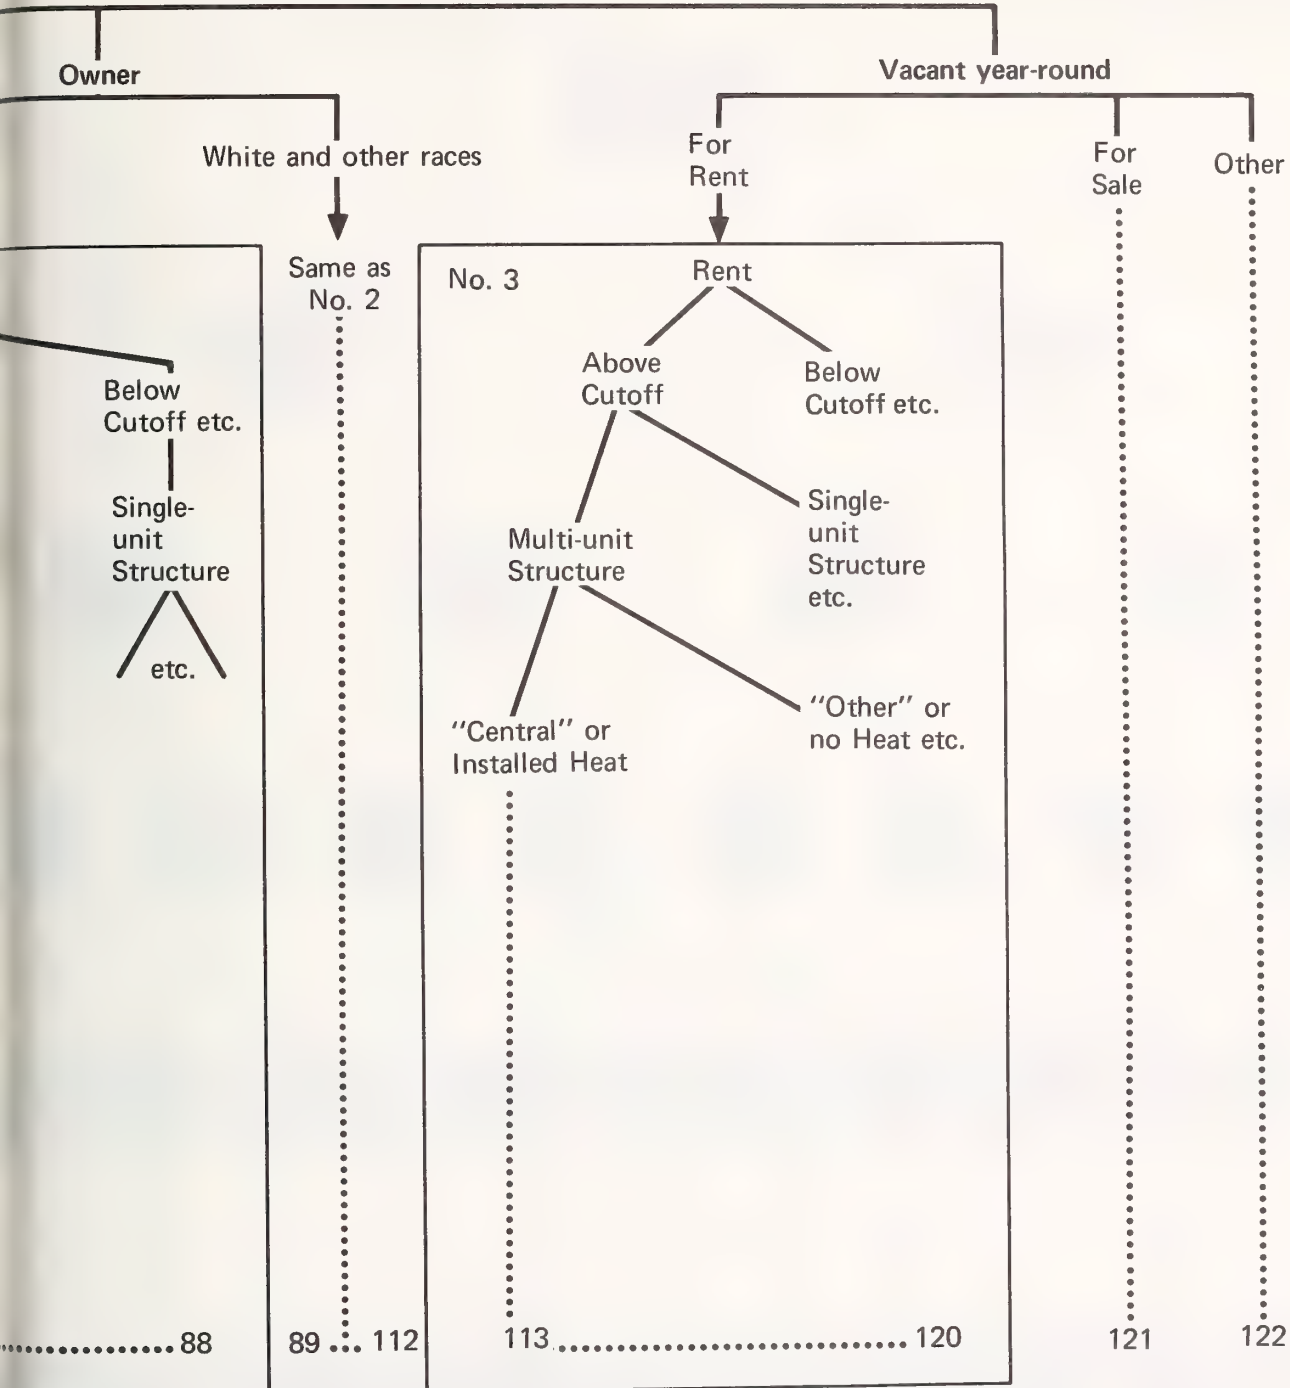 Owner
Vacant year-round
White and other races
For
Rent
For
Sale
Other
Same as
No. 2
No. 3
Rent
Below
Cutoff etc.
Above
Cutoff
Below
Cutoff etc.
Single-
unit
Structure
Multi-unit
Structure
Single-
unit
Structure
etc.
etc.
"Central" or
Installed Heat
"Other" or
no Heat etc.
................ 88
89 ... 112
113 ............................ 120
121
122